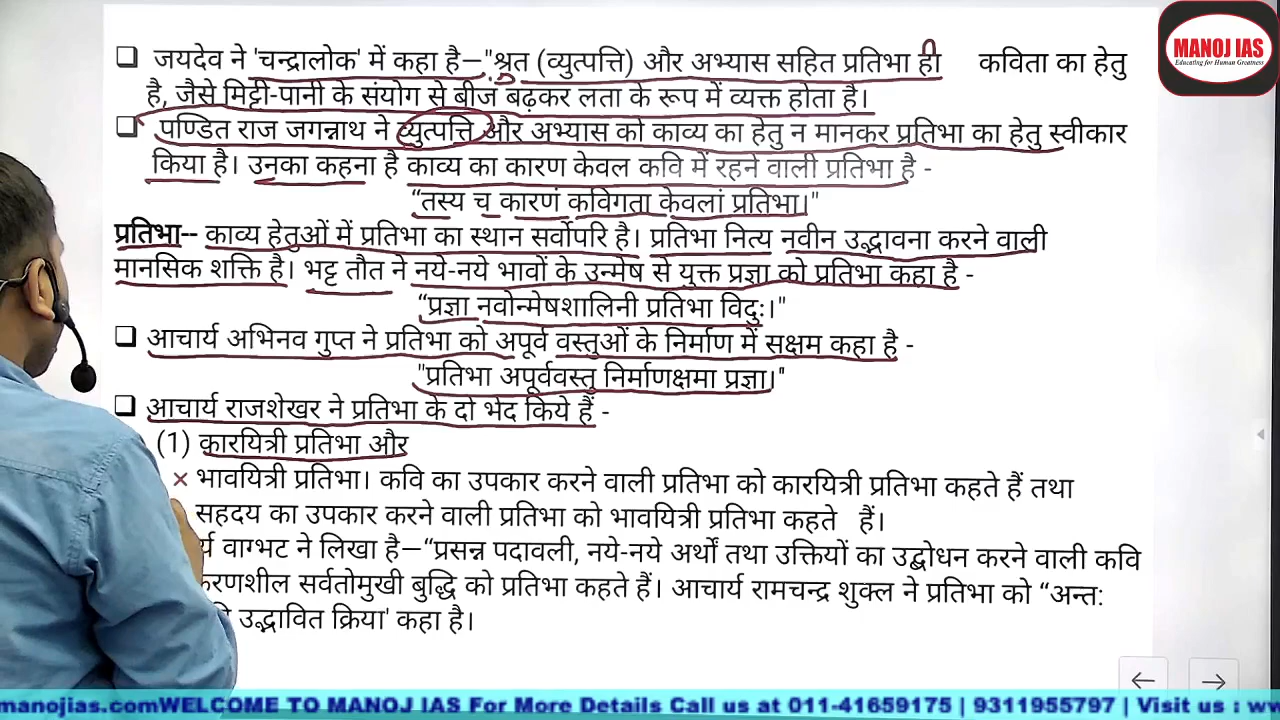 MANOJ IAS
Educating for Human Greatness
जयदेव ने 'चन्द्रालोक' में कहा है—"श्रुत (व्युत्पत्ति) और अभ्यास सहित प्रतिभा ही कविता का हेतु
है, जैसे मिट्टी-पानी के संयोग से बीज बढ़कर लता के रूप में व्यक्त होता है।
पण्डित राज जगन्नाथ ने व्युत्पत्ति और अभ्यास को काव्य का हेतु न मानकर प्रतिभा का हेतु स्वीकार
किया है। उनका कहना है काव्य का कारण केवल कवि में रहने वाली प्रतिभा है -
“तस्य च कारणं कविगता केवलां प्रतिभा।"
प्रतिभा-- काव्य हेतुओं में प्रतिभा का स्थान सर्वोपरि है। प्रतिभा नित्य नवीन उद्भावना करने वाली
मानसिक शक्ति है। भट्ट तौत ने नये-नये भावों के उन्मेष से युक्त प्रज्ञा को प्रतिभा कहा है -
“प्रज्ञा नवोन्मेषशालिनी प्रतिभा विदुः।"
आचार्य अभिनव गुप्त ने प्रतिभा को अपूर्व वस्तुओं के निर्माण में सक्षम कहा है -
"प्रतिभा अपूर्ववस्तु निर्माणक्षमा प्रज्ञा।"
आचार्य राजशेखर ने प्रतिभा के दो भेद किये हैं -
(1) कारयित्री प्रतिभा और
× भावयित्री प्रतिभा। कवि का उपकार करने वाली प्रतिभा को कारयित्री प्रतिभा कहते हैं तथा
सहदय का उपकार करने वाली प्रतिभा को भावयित्री प्रतिभा कहते हैं।
वाग्भट ने लिखा है—“प्रसन्न पदावली, नये-नये अर्थों तथा उक्तियों का उद्बोधन करने वाली कवि
सर्वतोमुखी बुद्धि को प्रतिभा कहते हैं। आचार्य रामचन्द्र शुक्ल ने प्रतिभा को “अन्त:
उद्भावित क्रिया' कहा है।
manojias.comWELCOME TO MANOJ IAS For More Details Call us at 011-41659175 | 9311955797 | Visit us :